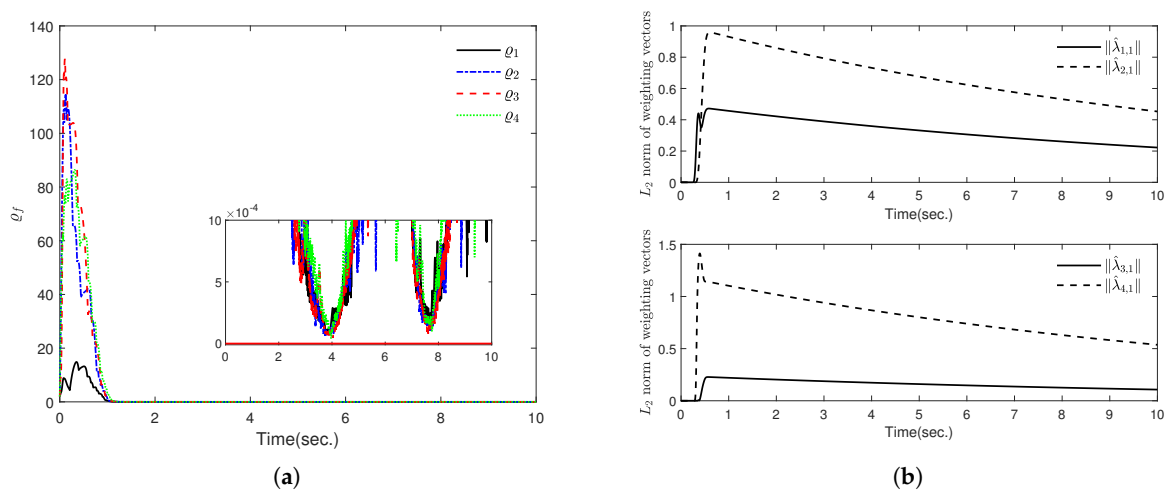 140
120
100
80
60
40
20
0
ϱ_f
ϱ1
ϱ2
ϱ3
ϱ4
10 ×10⁻⁴
5
0
0 2 4 6 8 10
0 2 4 6 8 10
Time(sec.)
(a)
1
0.8
0.6
0.4
0.2
0
L₂ norm of weighting vectors
‖λ̂₁,₁‖
‖λ̂₂,₁‖
0 1 2 3 4 5 6 7 8 9 10
Time(sec.)
1.5
1
0.5
0
L₂ norm of weighting vectors
‖λ̂₃,₁‖
‖λ̂₄,₁‖
0 1 2 3 4 5 6 7 8 9 10
Time(sec.)
(b)